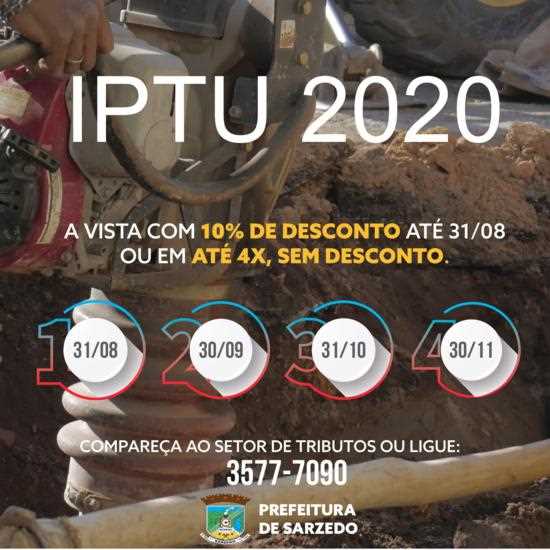 IPTU 2020
A VISTA COM 10% DE DESCONTO ATÉ 31/08
OU EM ATÉ 4X, SEM DESCONTO.
1 31/08
2 30/09
3 31/10
4 30/11
COMPAREÇA AO SETOR DE TRIBUTOS OU LIGUE:
3577-7090
PREFEITURA
DE SARZEDO